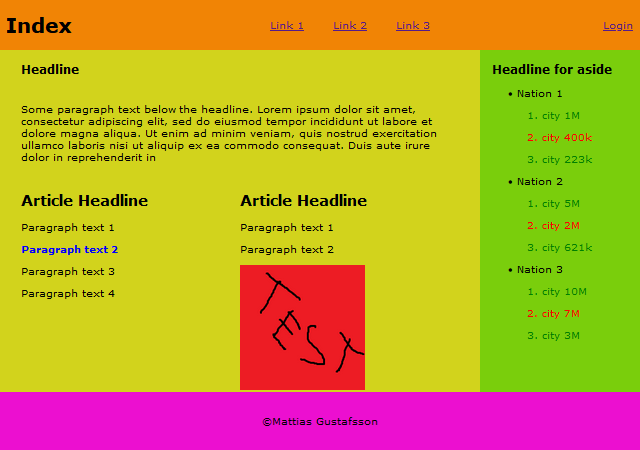 Index
Link 1 Link 2 Link 3
Login
Headline
Some paragraph text below the headline. Lorem ipsum dolor sit amet,
consectetur adipiscing elit, sed do eiusmod tempor incididunt ut labore et
dolore magna aliqua. Ut enim ad minim veniam, quis nostrud exercitation
ullamco laboris nisi ut aliquip ex ea commodo consequat. Duis aute irure
dolor in reprehenderit in
Article Headline
Paragraph text 1
Paragraph text 2
Paragraph text 3
Paragraph text 4
Article Headline
Paragraph text 1
Paragraph text 2
Headline for aside
• Nation 1
1. city 1M
2. city 400k
3. city 223k
• Nation 2
1. city 5M
2. city 2M
3. city 621k
• Nation 3
1. city 10M
2. city 7M
3. city 3M
©Mattias Gustafsson